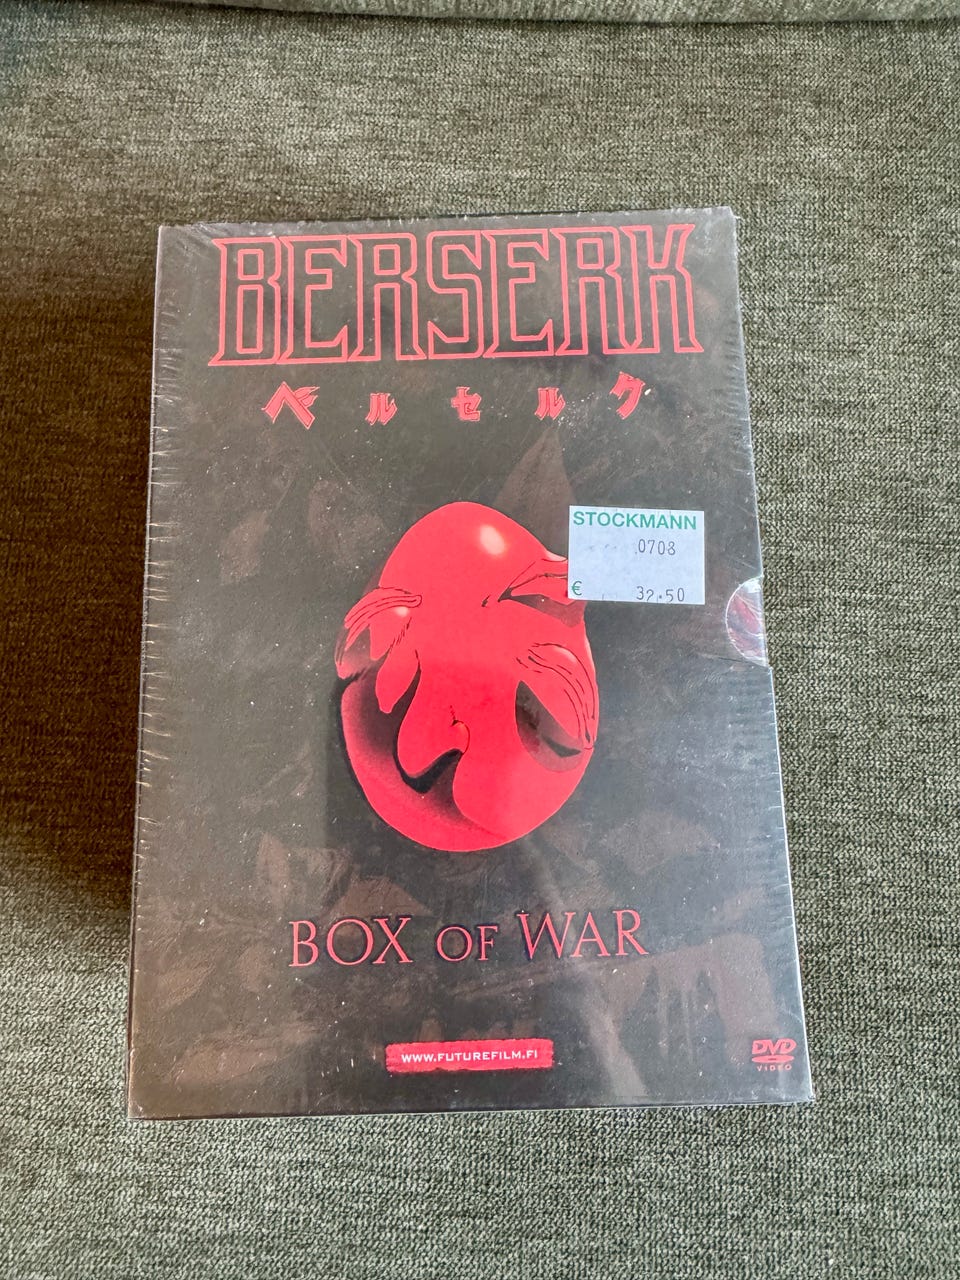 BERSERK
ベルセルク
STOCKMANN
0708
€ 32.50
BOX OF WAR
WWW.FUTUREFILM.FI
DVD
VIDEO